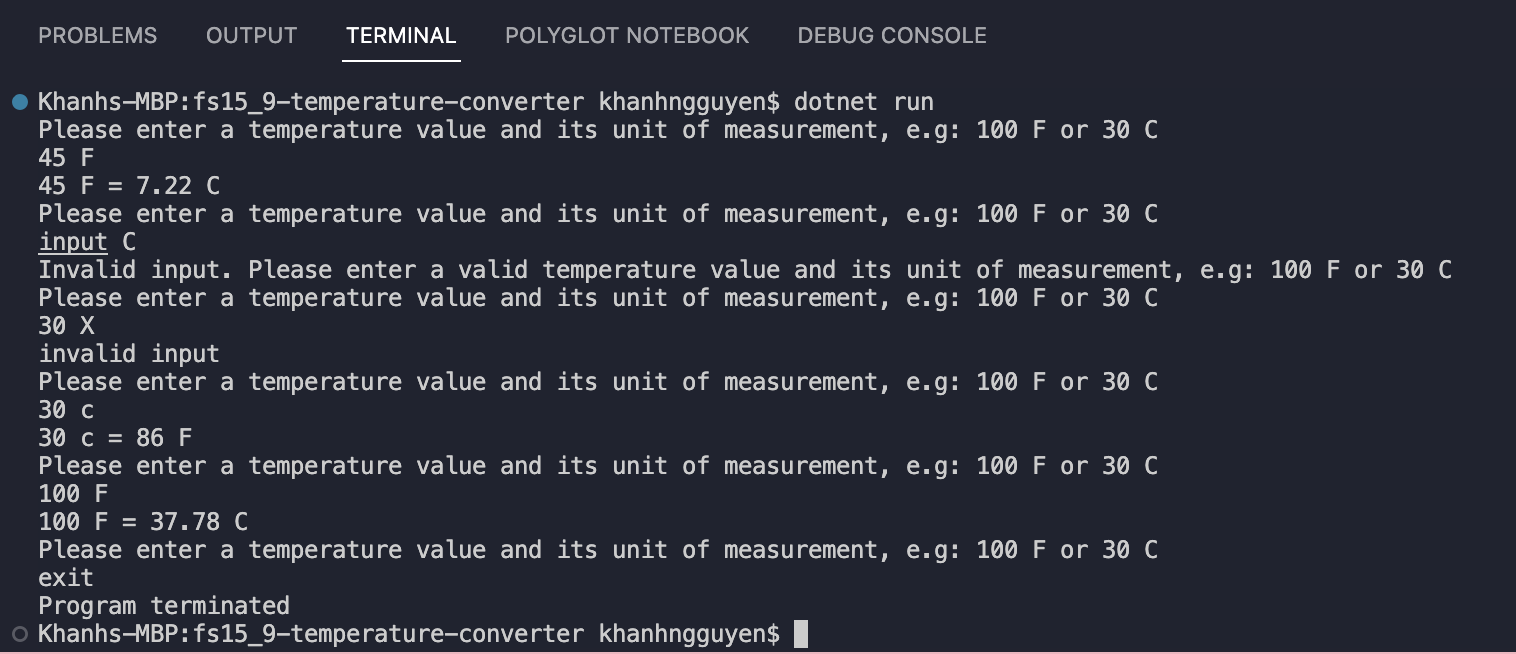 PROBLEMS OUTPUT TERMINAL POLYGLOT NOTEBOOK DEBUG CONSOLE
Khanhs-MBP:fs15_9-temperature-converter khanhngguyen$ dotnet run
Please enter a temperature value and its unit of measurement, e.g: 100 F or 30 C
45 F
45 F = 7.22 C
Please enter a temperature value and its unit of measurement, e.g: 100 F or 30 C
input C
Invalid input. Please enter a valid temperature value and its unit of measurement, e.g: 100 F or 30 C
Please enter a temperature value and its unit of measurement, e.g: 100 F or 30 C
30 X
invalid input
Please enter a temperature value and its unit of measurement, e.g: 100 F or 30 C
30 c
30 c = 86 F
Please enter a temperature value and its unit of measurement, e.g: 100 F or 30 C
100 F
100 F = 37.78 C
Please enter a temperature value and its unit of measurement, e.g: 100 F or 30 C
exit
Program terminated
Khanhs-MBP:fs15_9-temperature-converter khanhngguyen$